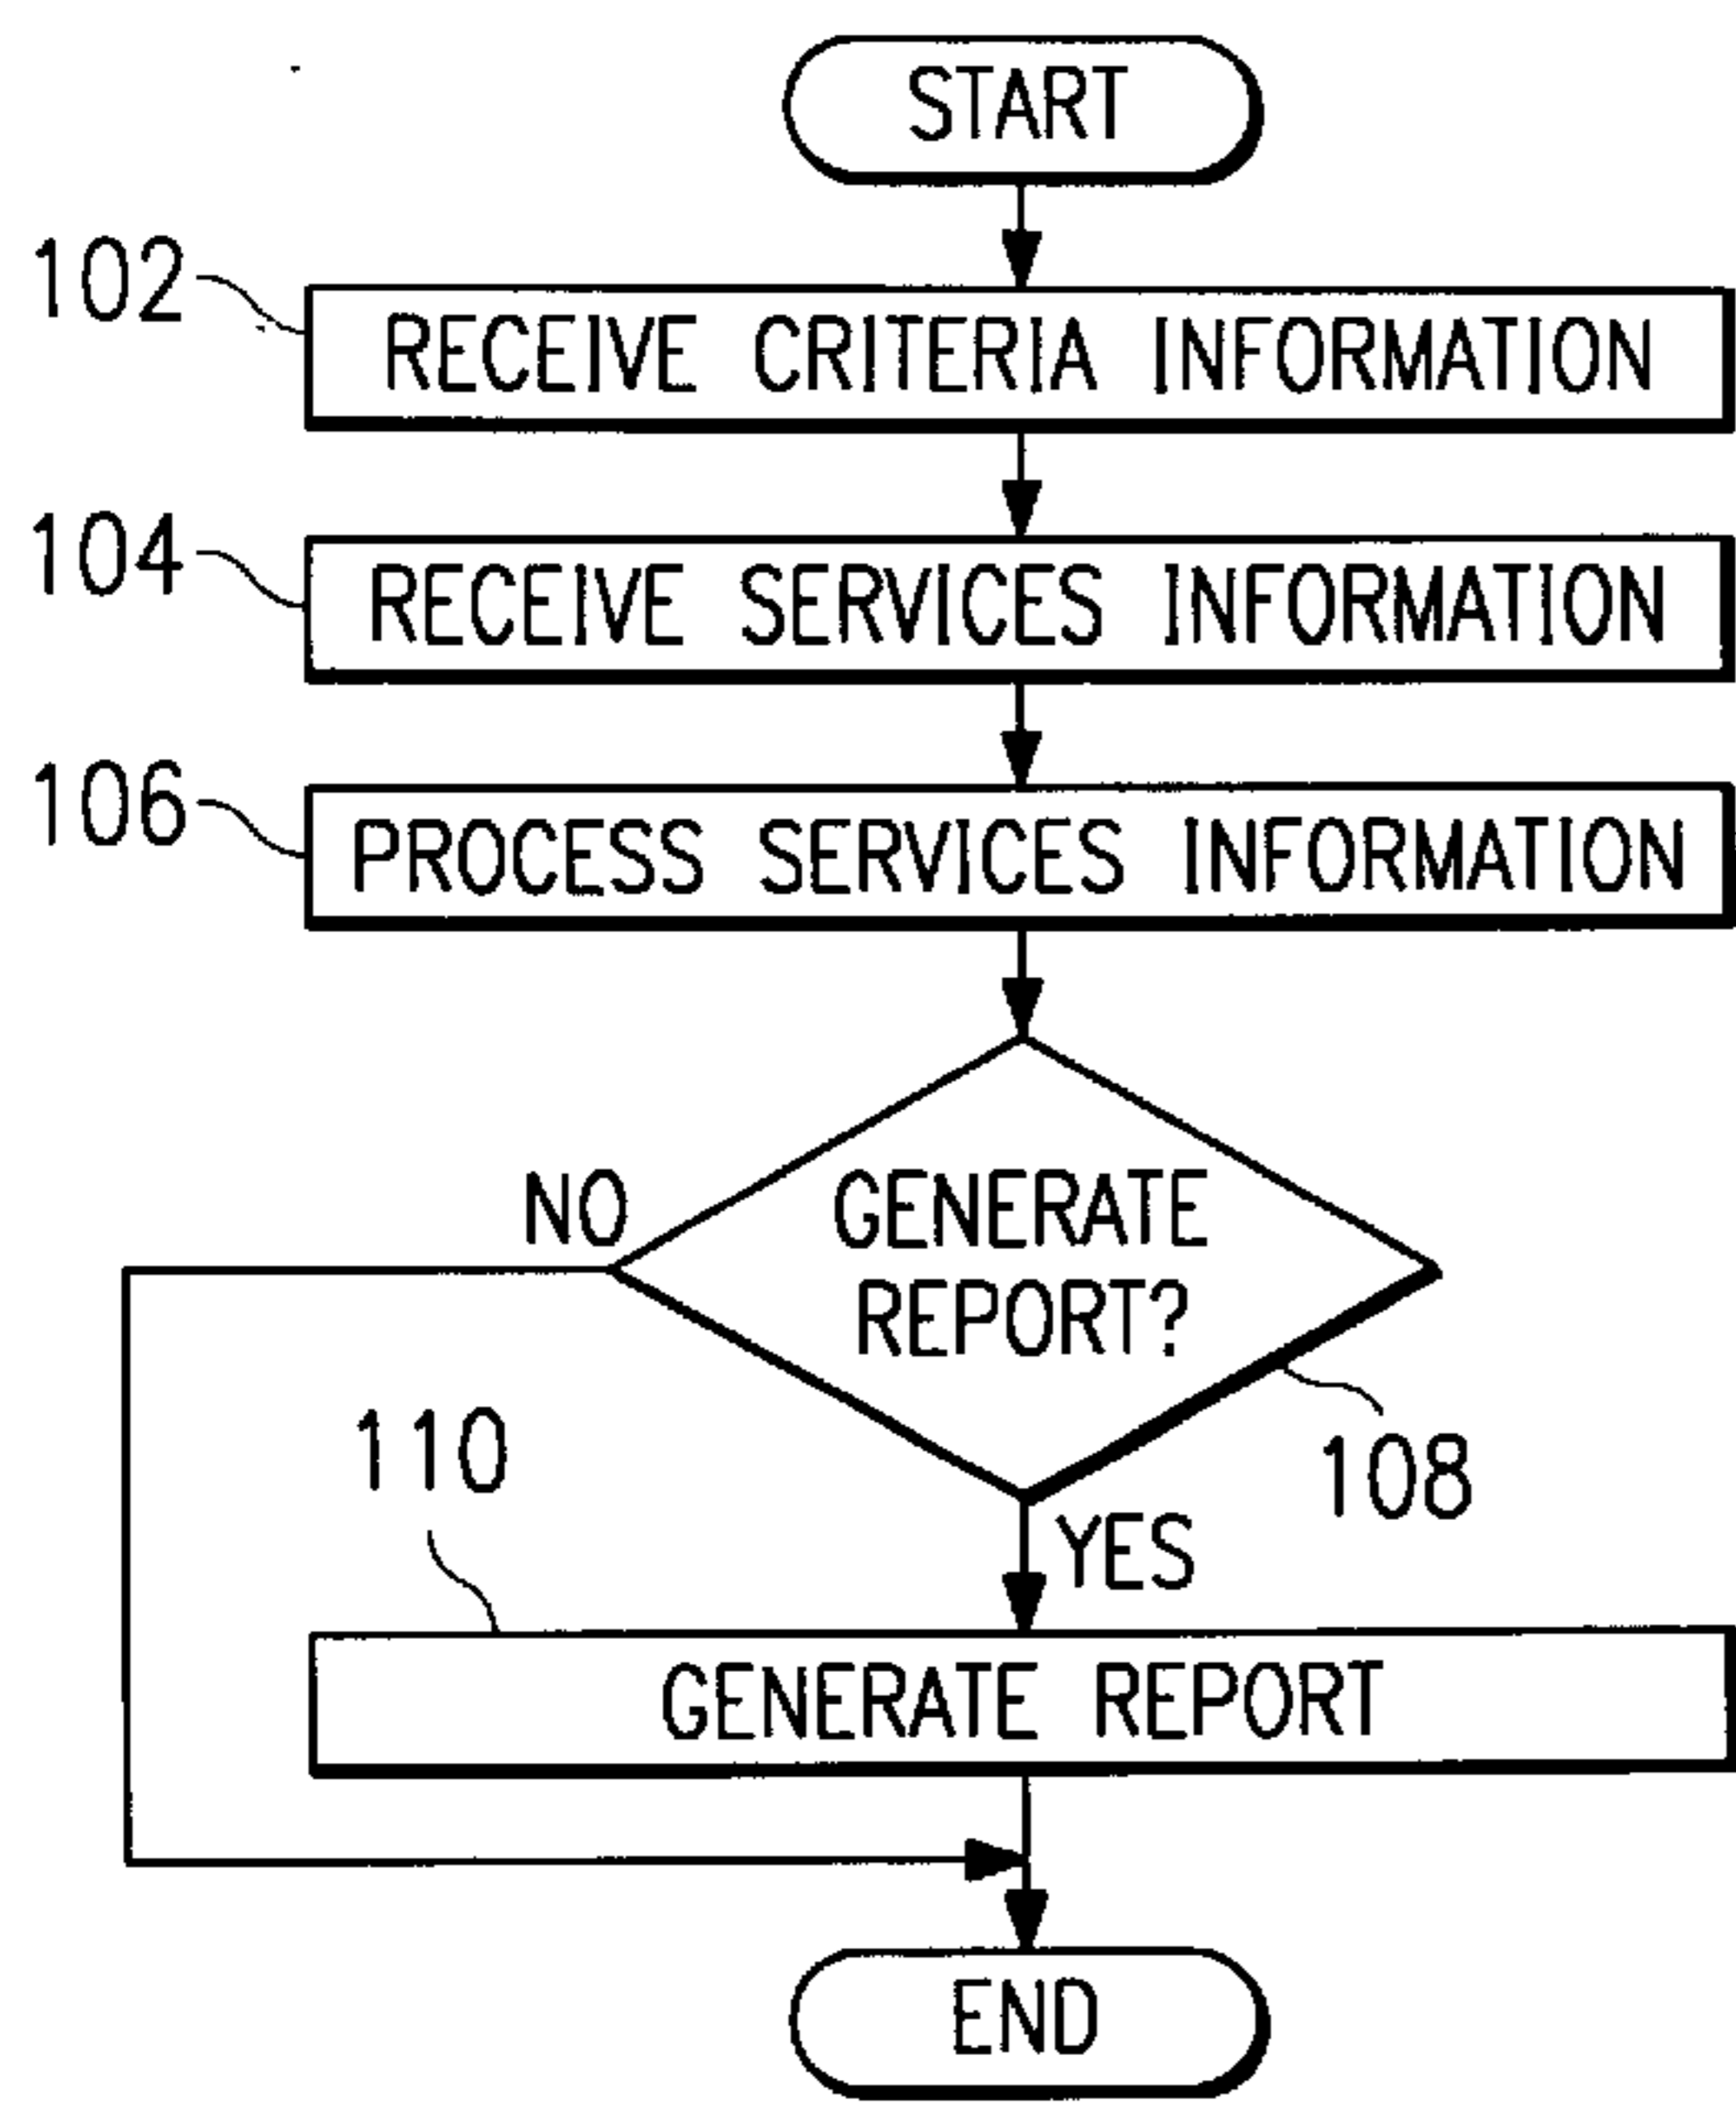 START
102
RECEIVE CRITERIA INFORMATION
104
RECEIVE SERVICES INFORMATION
106
PROCESS SERVICES INFORMATION
NO
GENERATE
REPORT?
108
110
YES
GENERATE REPORT
END